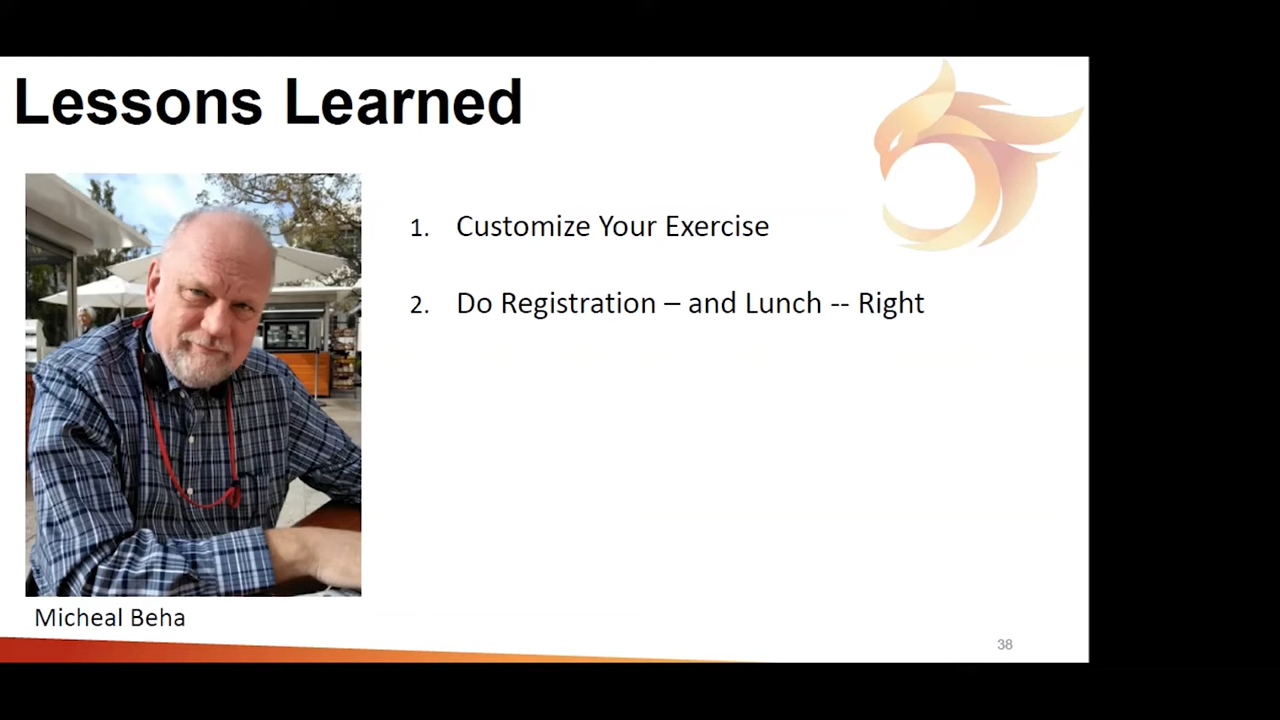 Lessons Learned
1. Customize Your Exercise
2. Do Registration – and Lunch -- Right
Micheal Beha
38